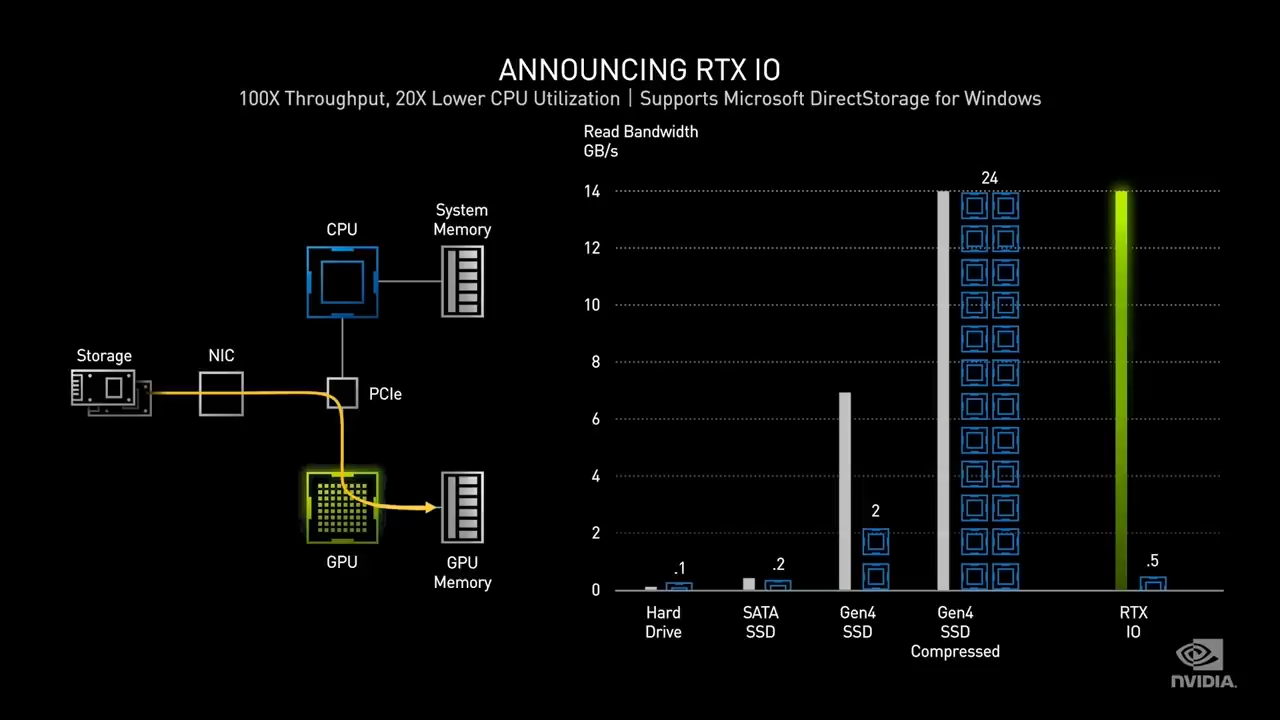 ANNOUNCING RTX IO
100X Throughput, 20X Lower CPU Utilization | Supports Microsoft DirectStorage for Windows
CPU
System
Memory
Storage
NIC
PCIe
GPU
GPU
Memory
Read Bandwidth
GB/s
14
12
10
8
6
4
2
0
.1
.2
2
24
.5
Hard
Drive
SATA
SSD
Gen4
SSD
Gen4
SSD
Compressed
RTX
IO
NVIDIA.